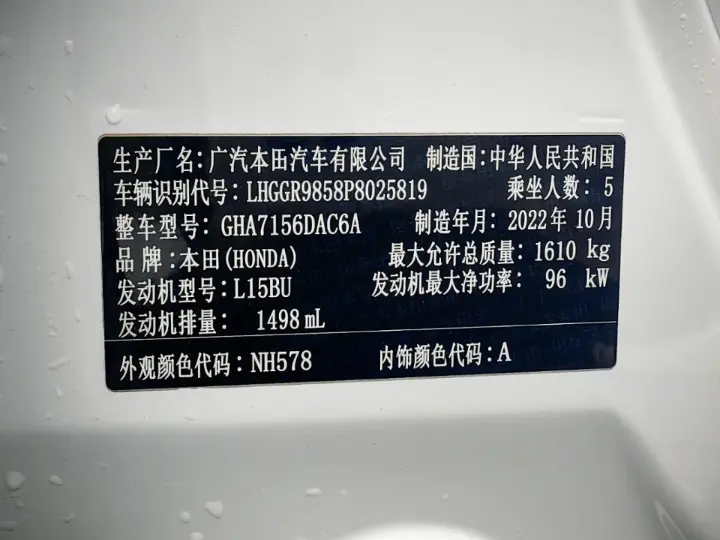 生产厂名:广汽本田汽车有限公司 制造国:中华人民共和国
车辆识别代号: LHGGR9858P8025819 乘坐人数: 5
整车型号: GHA7156DAC6A 制造年月: 2022年10月
品牌:本田(HONDA) 最大允许总质量: 1610 kg
发动机型号: L15BU 发动机最大净功率: 96 kW
发动机排量: 1498 mL
外观颜色代码: NH578 内饰颜色代码: A